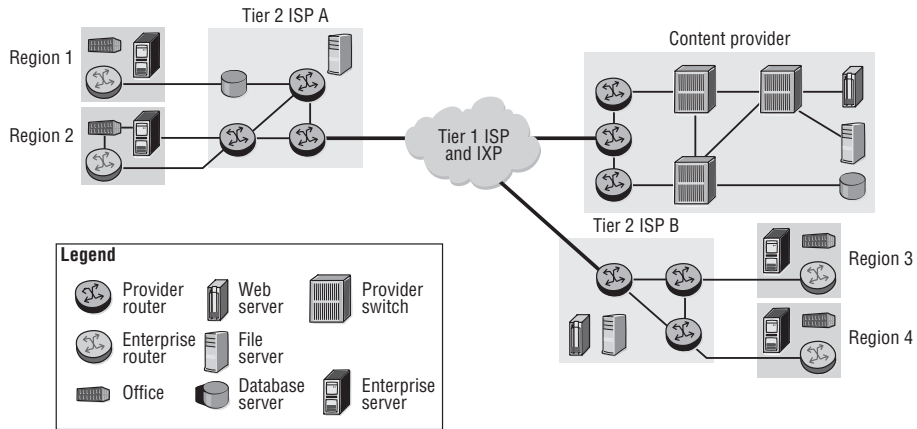 Tier 2 ISP A
Region 1
Region 2
Content provider
Tier 1 ISP
and IXP
Tier 2 ISP B
Region 3
Region 4
Legend
Provider
router
Web
server
Provider
switch
Enterprise
router
File
server
Office
Database
server
Enterprise
server